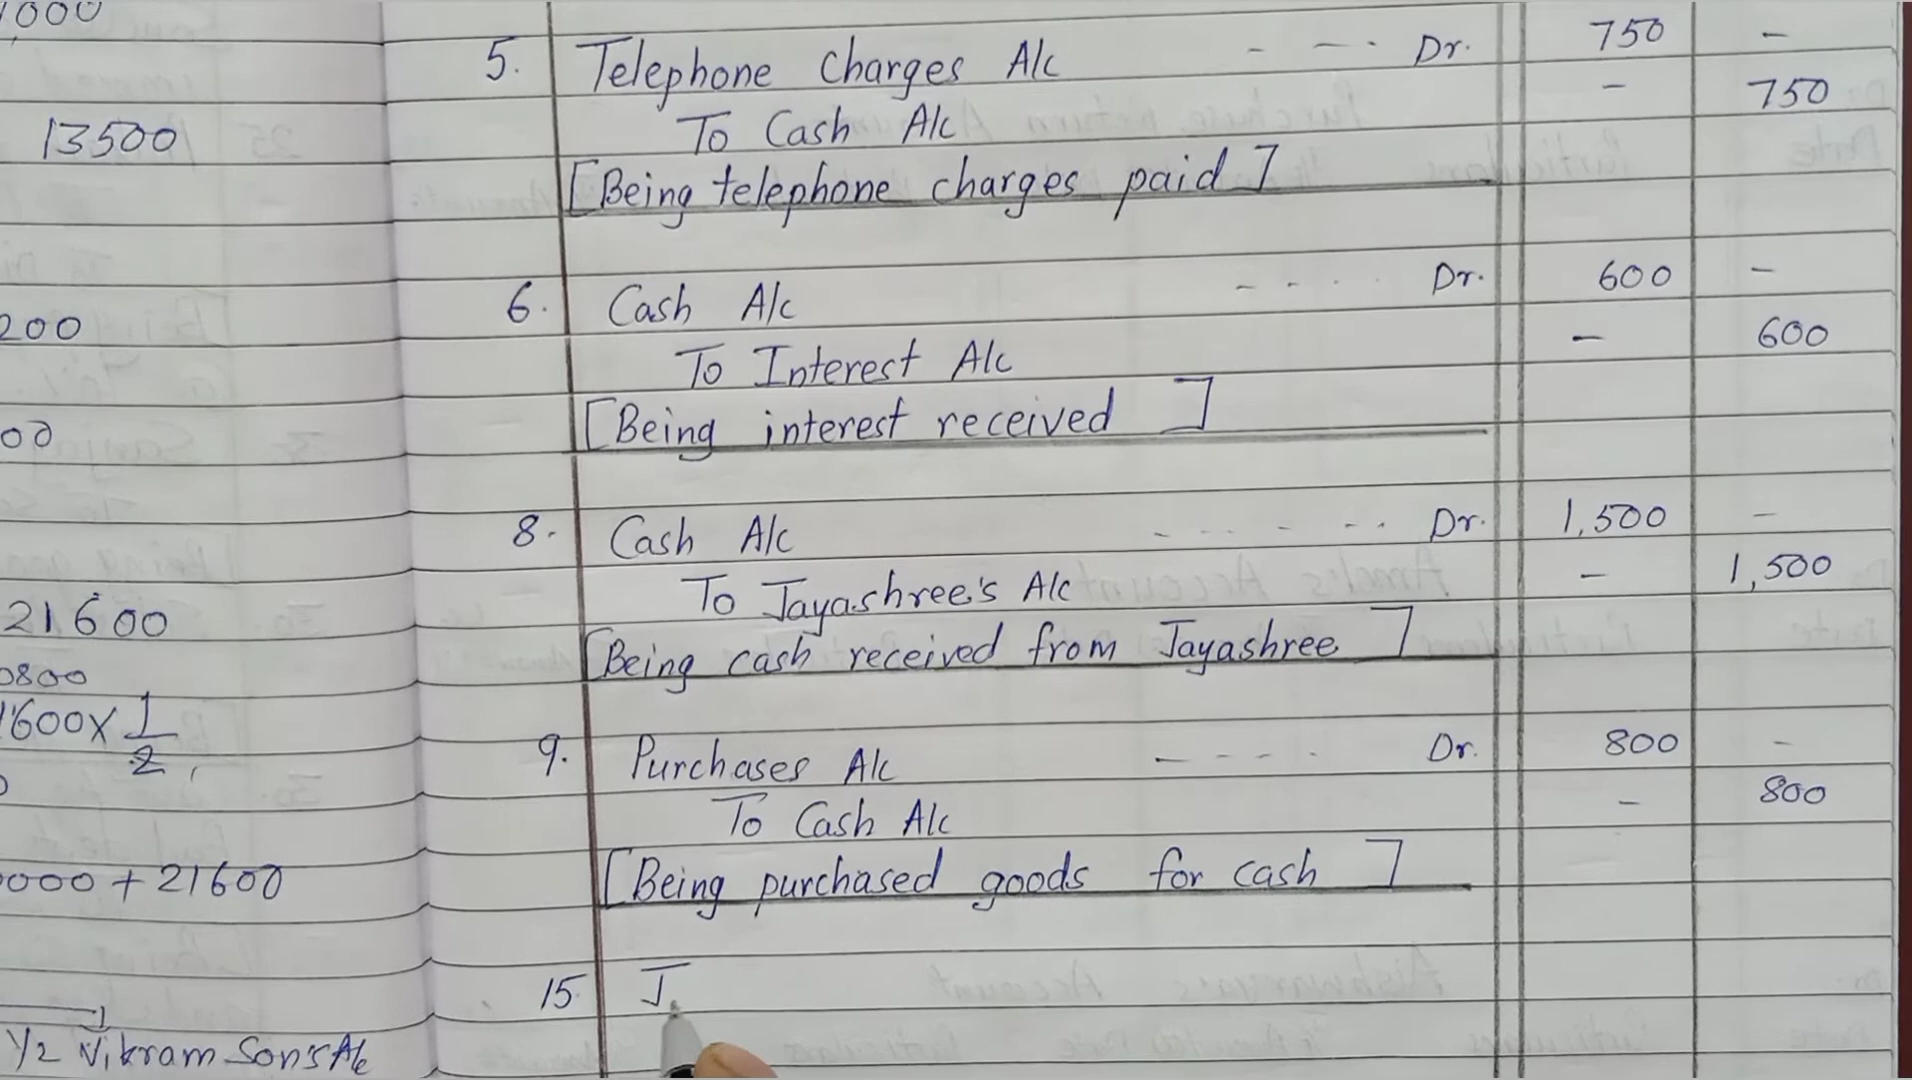 ,000
13500
200
00
21600
0800
1600 X 1/2
000 + 21600
1/2 Vikram Son's A/c
5. Telephone Charges A/c - - - - Dr. 750 -
To Cash A/c - 750
[Being telephone charges paid]
6. Cash A/c - - - - Dr. 600 -
To Interest A/c - 600
[Being interest received]
8. Cash A/c - - - - - - Dr. 1,500 -
To Jayashree's A/c - 1,500
[Being cash received from Jayashree]
9. Purchases A/c - - - - Dr. 800 -
To Cash A/c - 800
[Being purchased goods for cash]
15. J